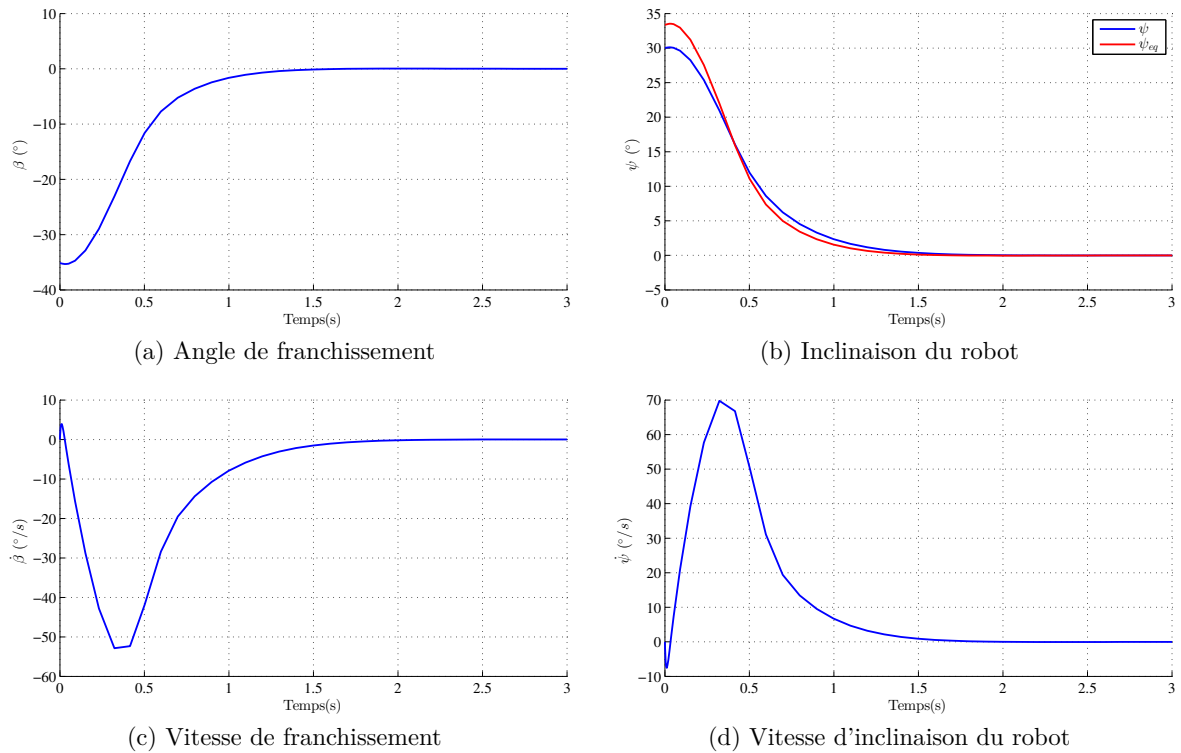 0
−10
−20
−30
−40
β (°)
0 0.5 1 1.5 2 2.5 3
Temps(s)
(a) Angle de franchissement
35
30
25
20
15
10
5
0
−5
ψ (°)
ψ
ψeq
0 0.5 1 1.5 2 2.5 3
Temps(s)
(b) Inclinaison du robot
10
0
−10
−20
−30
−40
−50
−60
β̇ (°/s)
0 0.5 1 1.5 2 2.5 3
Temps(s)
(c) Vitesse de franchissement
70
60
50
40
30
20
10
0
−10
ψ̇ (°/s)
0 0.5 1 1.5 2 2.5 3
Temps(s)
(d) Vitesse d'inclinaison du robot